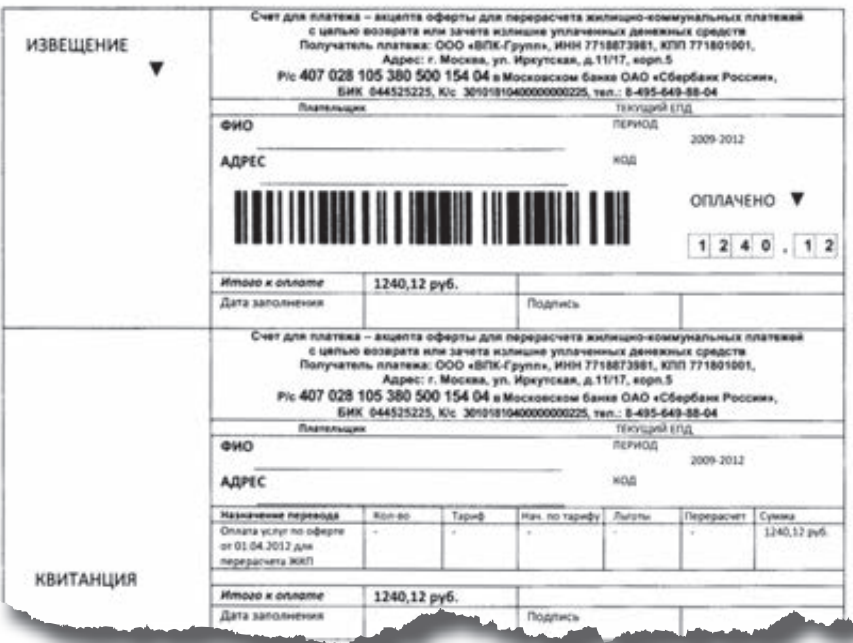 ИЗВЕЩЕНИЕ
Счет для платежа – акцепта оферты для перерасчета жилищно-коммунальных платежей
с целью возврата или зачета излишне уплаченных денежных средств
Получатель платежа: ООО «ВПК-Групп», ИНН 7718873981, КПП 771801001,
Адрес: г. Москва, ул. Иркутская, д.11/17, корп.5
Р/с 407 028 105 380 500 154 04 в Московском банке ОАО «Сбербанк России»,
БИК 044525225, К/с 30101810400000000225, тел.: 8-495-649-88-04
Плательщик ТЕКУЩИЙ ЕПД
ФИО ПЕРИОД
2009-2012
АДРЕС КОД
ОПЛАЧЕНО ▼
1 2 4 0 . 1 2
Итого к оплате 1240,12 руб.
Дата заполнения Подпись
Счет для платежа – акцепта оферты для перерасчета жилищно-коммунальных платежей
с целью возврата или зачета излишне уплаченных денежных средств
Получатель платежа: ООО «ВПК-Групп», ИНН 7718873981, КПП 771801001,
Адрес: г. Москва, ул. Иркутская, д.11/17, корп.5
Р/с 407 028 105 380 500 154 04 в Московском банке ОАО «Сбербанк России»,
БИК 044525225, К/с 30101810400000000225, тел.: 8-495-649-88-04
Плательщик ТЕКУЩИЙ ЕПД
ФИО ПЕРИОД
2009-2012
АДРЕС КОД
Назначение перевода Кол-во Тариф Нач. по тарифу Льготы Перерасчет Сумма
Оплата услуг по оферте - - - - - 1240,12 руб.
от 01.04.2012 для
перерасчета ЖКП
КВИТАНЦИЯ
Итого к оплате 1240,12 руб.
Дата заполнения Подпись